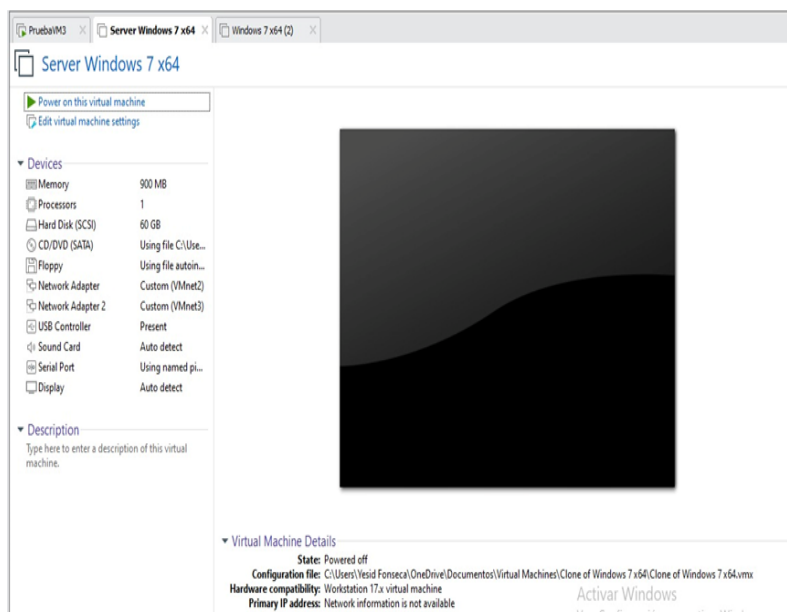 PruebaVM3 × Server Windows 7 x64 × Windows 7 x64 (2) ×
Server Windows 7 x64
Power on this virtual machine
Edit virtual machine settings
Devices
Memory 900 MB
Processors 1
Hard Disk (SCSI) 60 GB
CD/DVD (SATA) Using file C:\Use...
Floppy Using file autoin...
Network Adapter Custom (VMnet2)
Network Adapter 2 Custom (VMnet3)
USB Controller Present
Sound Card Auto detect
Serial Port Using named pi...
Display Auto detect
Description
Type here to enter a description of this virtual
machine.
Virtual Machine Details
State: Powered off
Configuration file: C:\Users\Yesid Fonseca\OneDrive\Documentos\Virtual Machines\Clone of Windows 7 x64\Clone of Windows 7 x64.vmx
Hardware compatibility: Workstation 17.x virtual machine
Primary IP address: Network information is not available
Activar Windows